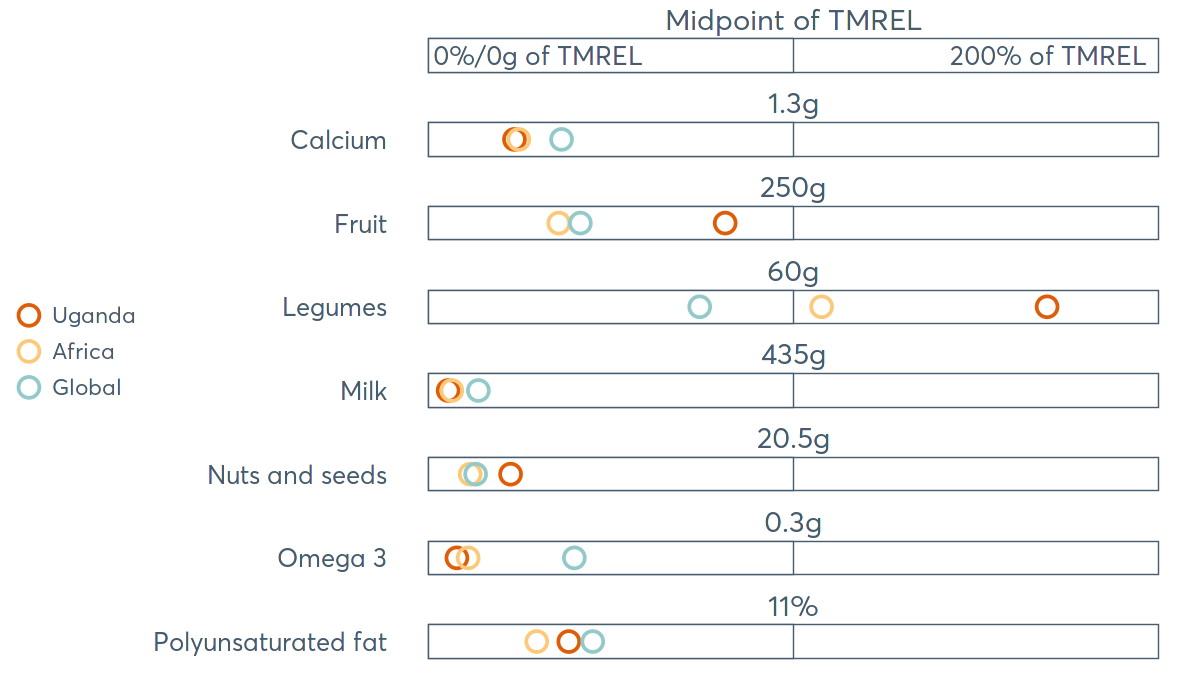 Midpoint of TMREL
0%/0g of TMREL
200% of TMREL
1.3g
Calcium
250g
Fruit
60g
Legumes
435g
Milk
20.5g
Nuts and seeds
0.3g
Omega 3
11%
Polyunsaturated fat
Uganda
Africa
Global